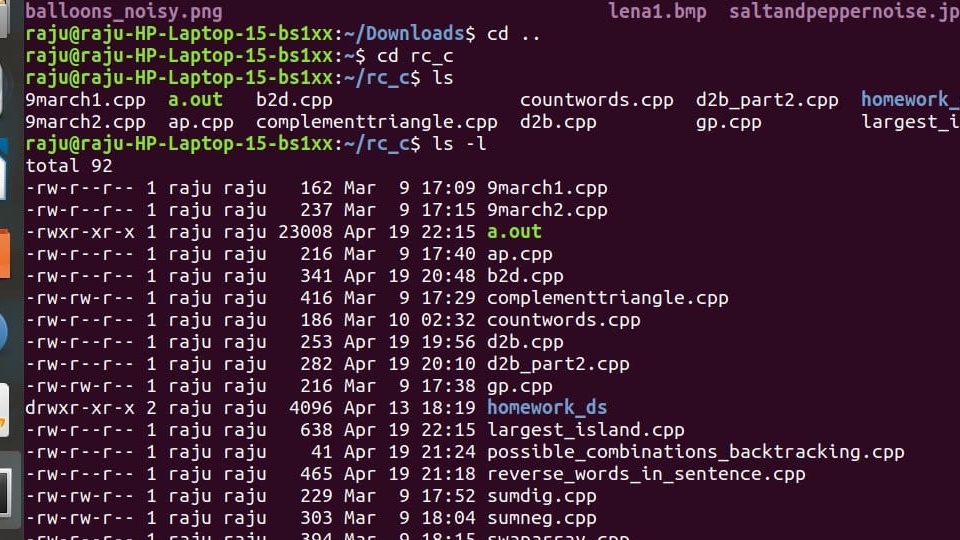 balloons_noisy.png lena1.bmp saltandpeppernoise.jp
raju@raju-HP-Laptop-15-bs1xx:~/Downloads$ cd ..
raju@raju-HP-Laptop-15-bs1xx:~$ cd rc_c
raju@raju-HP-Laptop-15-bs1xx:~/rc_c$ ls
9march1.cpp a.out b2d.cpp countwords.cpp d2b_part2.cpp homework_
9march2.cpp ap.cpp complementtriangle.cpp d2b.cpp gp.cpp largest_i
raju@raju-HP-Laptop-15-bs1xx:~/rc_c$ ls -l
total 92
-rw-r--r-- 1 raju raju 162 Mar 9 17:09 9march1.cpp
-rw-r--r-- 1 raju raju 237 Mar 9 17:15 9march2.cpp
-rwxr-xr-x 1 raju raju 23008 Apr 19 22:15 a.out
-rw-r--r-- 1 raju raju 216 Mar 9 17:40 ap.cpp
-rw-r--r-- 1 raju raju 341 Apr 19 20:48 b2d.cpp
-rw-rw-r-- 1 raju raju 416 Mar 9 17:29 complementtriangle.cpp
-rw-r--r-- 1 raju raju 186 Mar 10 02:32 countwords.cpp
-rw-r--r-- 1 raju raju 253 Apr 19 19:56 d2b.cpp
-rw-r--r-- 1 raju raju 282 Apr 19 20:10 d2b_part2.cpp
-rw-rw-r-- 1 raju raju 216 Mar 9 17:38 gp.cpp
drwxr-xr-x 2 raju raju 4096 Apr 13 18:19 homework_ds
-rw-r--r-- 1 raju raju 638 Apr 19 22:15 largest_island.cpp
-rw-r--r-- 1 raju raju 41 Apr 19 21:24 possible_combinations_backtracking.cpp
-rw-r--r-- 1 raju raju 465 Apr 19 21:18 reverse_words_in_sentence.cpp
-rw-rw-r-- 1 raju raju 229 Mar 9 17:52 sumdig.cpp
-rw-rw-r-- 1 raju raju 303 Mar 9 18:04 sumneg.cpp
-rw-rw-r-- 1 raju raju 394 Mar 9 18:15 swaparray.cpp